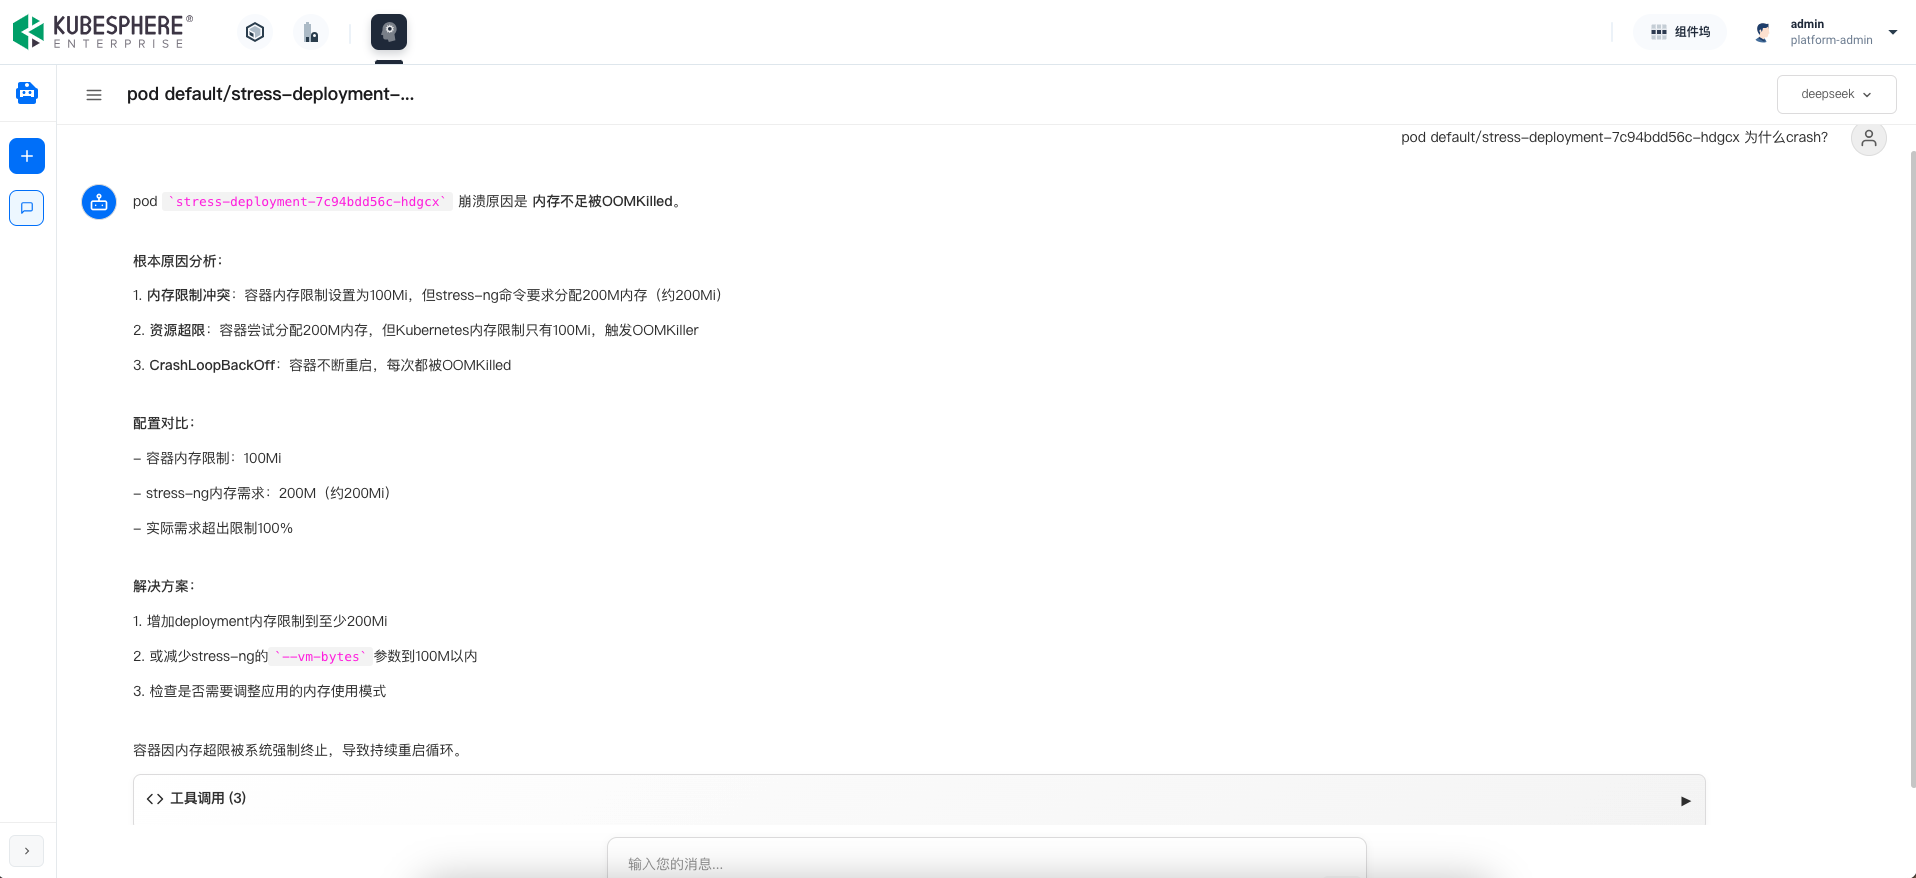 KUBESPHERE®
ENTERPRISE
组件坞
admin
platform-admin
pod default/stress-deployment-...
deepseek
pod default/stress-deployment-7c94bdd56c-hdgcx 为什么crash?
pod `stress-deployment-7c94bdd56c-hdgcx` 崩溃原因是 内存不足被OOMKilled。
根本原因分析：
1. 内存限制冲突：容器内存限制设置为100Mi，但stress-ng命令要求分配200M内存（约200Mi）
2. 资源超限：容器尝试分配200M内存，但Kubernetes内存限制只有100Mi，触发OOMKiller
3. CrashLoopBackOff：容器不断重启，每次都被OOMKilled
配置对比：
- 容器内存限制：100Mi
- stress-ng内存需求：200M（约200Mi）
- 实际需求超出限制100%
解决方案：
1. 增加deployment内存限制到至少200Mi
2. 或减少stress-ng的`--vm-bytes`参数到100M以内
3. 检查是否需要调整应用的内存使用模式
容器因内存超限被系统强制终止，导致持续重启循环。
工具调用 (3)
输入您的消息...